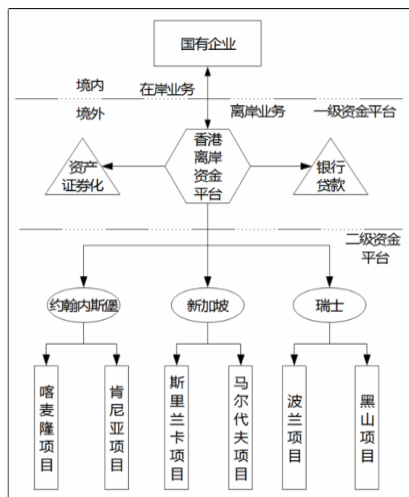 国有企业
境内
在岸业务
境外
离岸业务
一级资金平台
香港
离岸
资金
平台
资产
证券化
银行
贷款
二级资金
平台
约翰内斯堡
新加坡
瑞士
喀麦隆项目
肯尼亚项目
斯里兰卡项目
马尔代夫项目
波兰项目
黑山项目